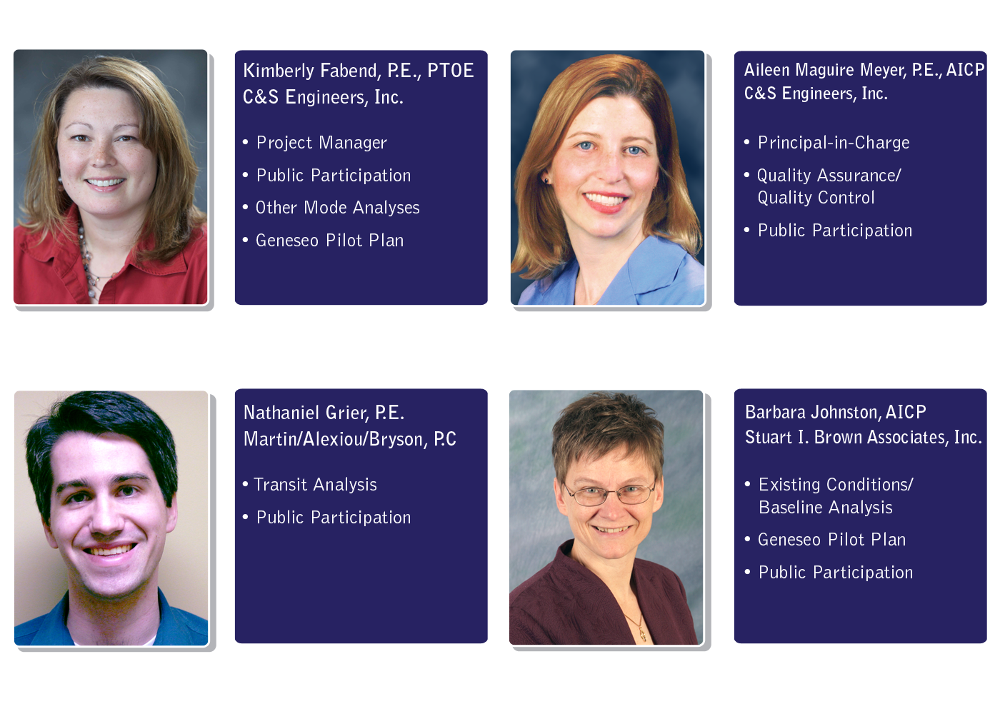 Kimberly Fabend, P.E., PTOE
C&S Engineers, Inc.
• Project Manager
• Public Participation
• Other Mode Analyses
• Geneseo Pilot Plan
Aileen Maguire Meyer, P.E., AICP
C&S Engineers, Inc.
• Principal-in-Charge
• Quality Assurance/
Quality Control
• Public Participation
Nathaniel Grier, P.E.
Martin/Alexiou/Bryson, P.C
• Transit Analysis
• Public Participation
Barbara Johnston, AICP
Stuart I. Brown Associates, Inc.
• Existing Conditions/
Baseline Analysis
• Geneseo Pilot Plan
• Public Participation